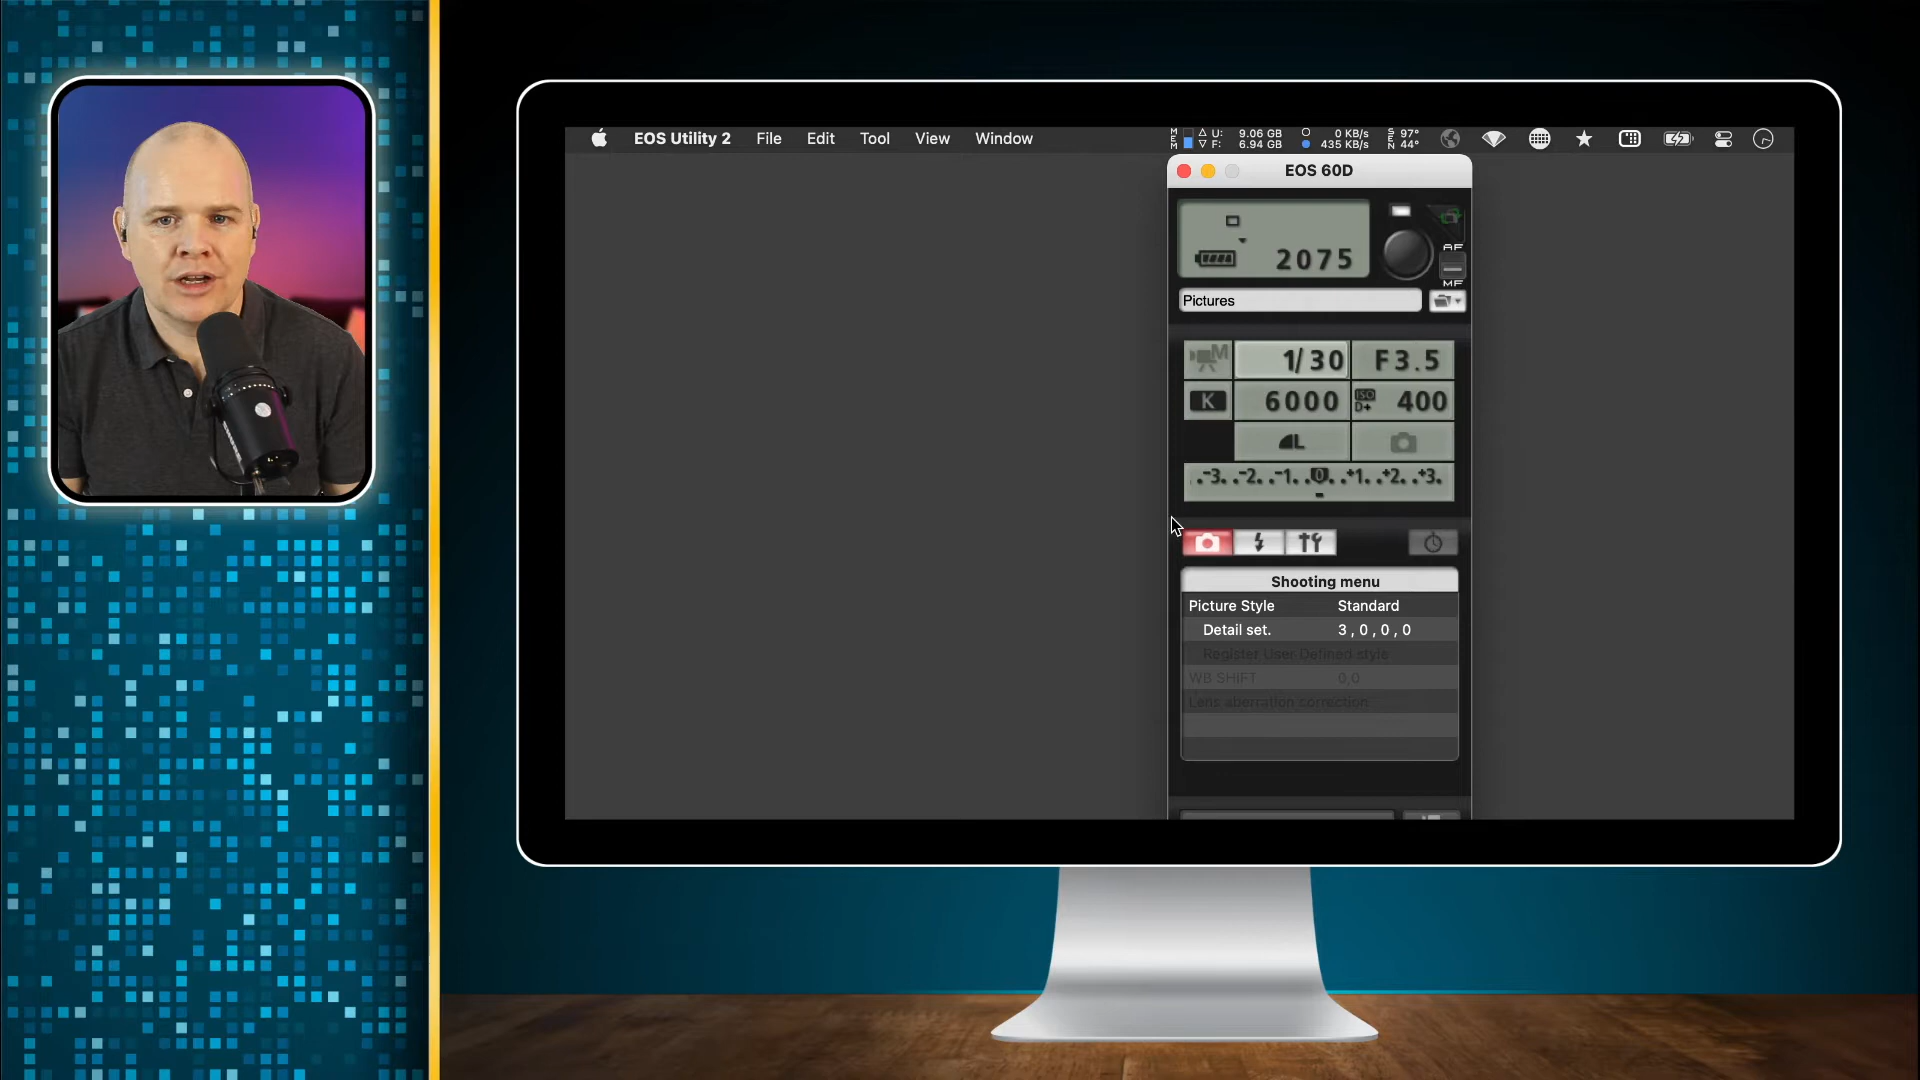 EOS Utility 2 File Edit Tool View Window
MEM U: 9.06 GB 0 KB/s SEN 97°
F: 6.94 GB 435 KB/s 44°
EOS 60D
2075
AF
MF
Pictures
M 1/30 F3.5
K 6000 ISO D+ 400
L
.-3..-2..-1..0..+1..+2..+3.
Shooting menu
Picture Style Standard
Detail set. 3 , 0 , 0 , 0
Register User Defined style
WB SHIFT 0,0
Lens aberration correction